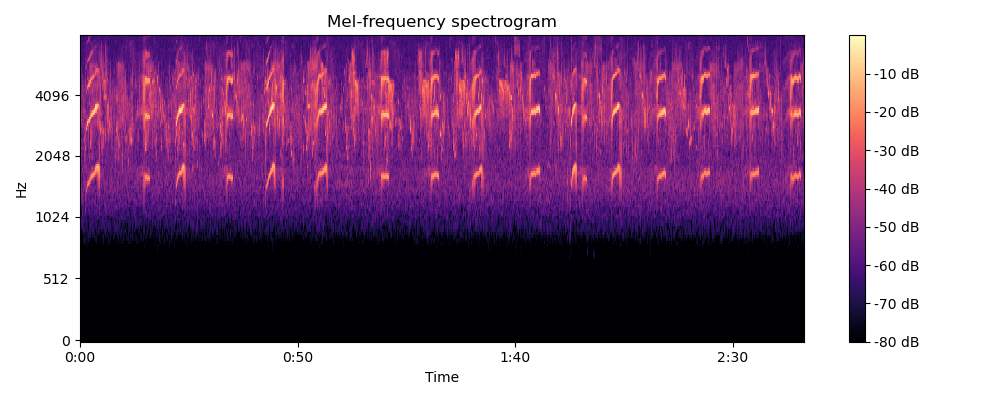 Mel-frequency spectrogram
Hz
4096
2048
1024
512
0
0:00
0:50
1:40
2:30
Time
-10 dB
-20 dB
-30 dB
-40 dB
-50 dB
-60 dB
-70 dB
-80 dB